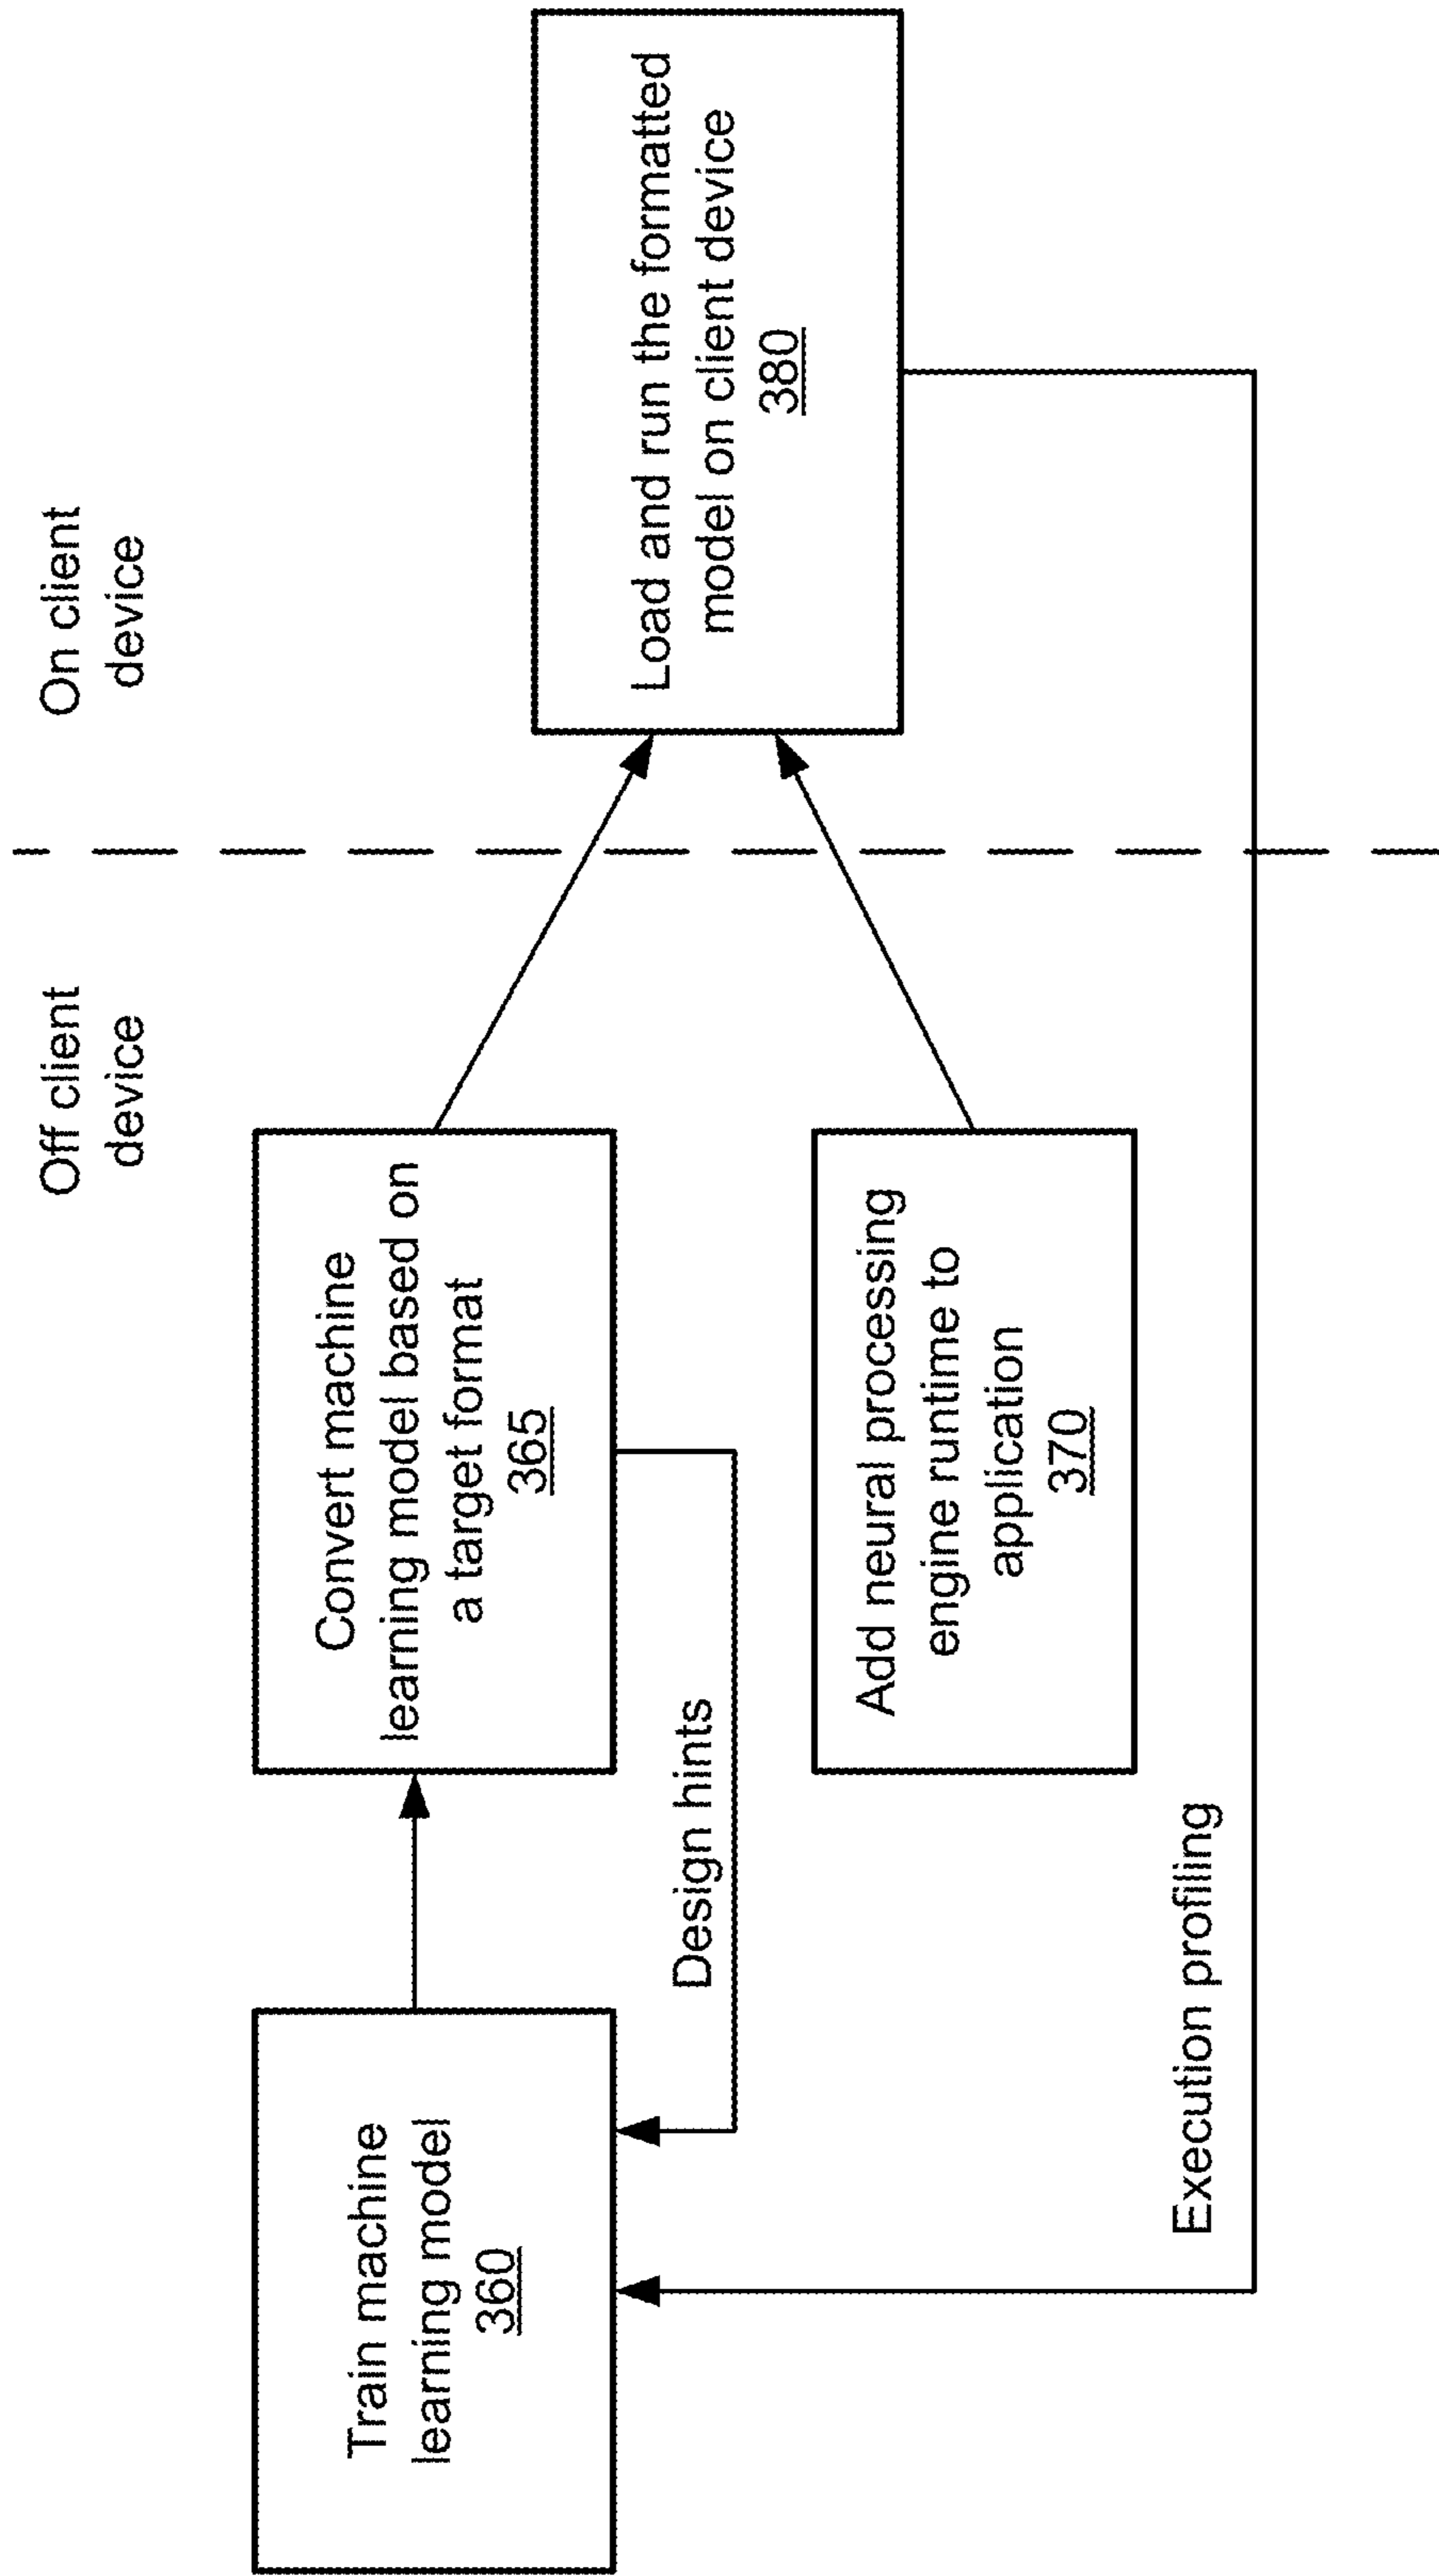 Off client
device
On client
device
Train machine
learning model
360
Convert machine
learning model based on
a target format
365
Design hints
Add neural processing
engine runtime to
application
370
Load and run the formatted
model on client device
380
Execution profiling